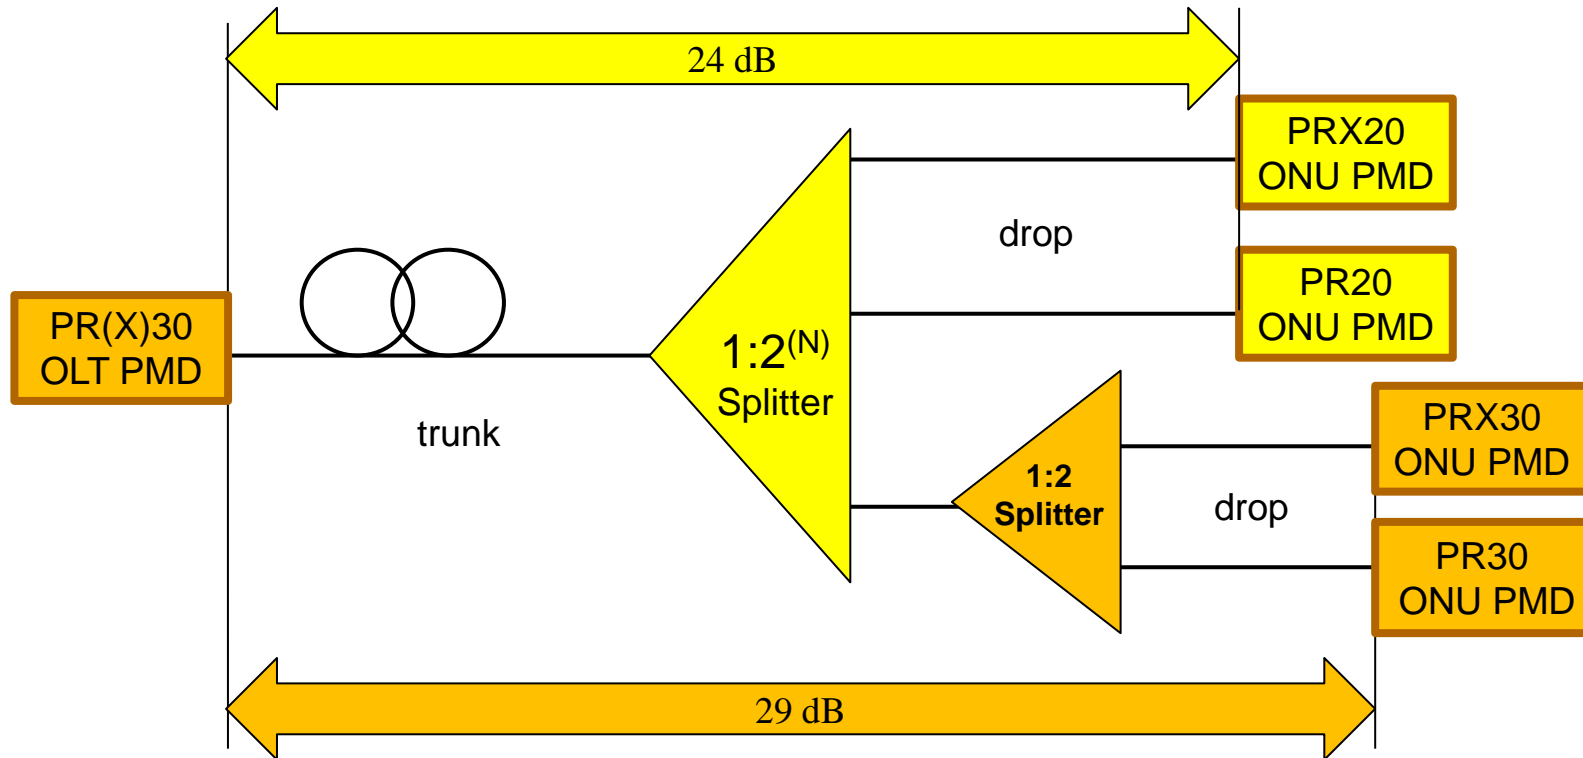 24 dB
PRX20
ONU PMD
drop
PR20
ONU PMD
PR(X)30
OLT PMD
1:2(N)
Splitter
trunk
PRX30
ONU PMD
1:2
Splitter
drop
PR30
ONU PMD
29 dB